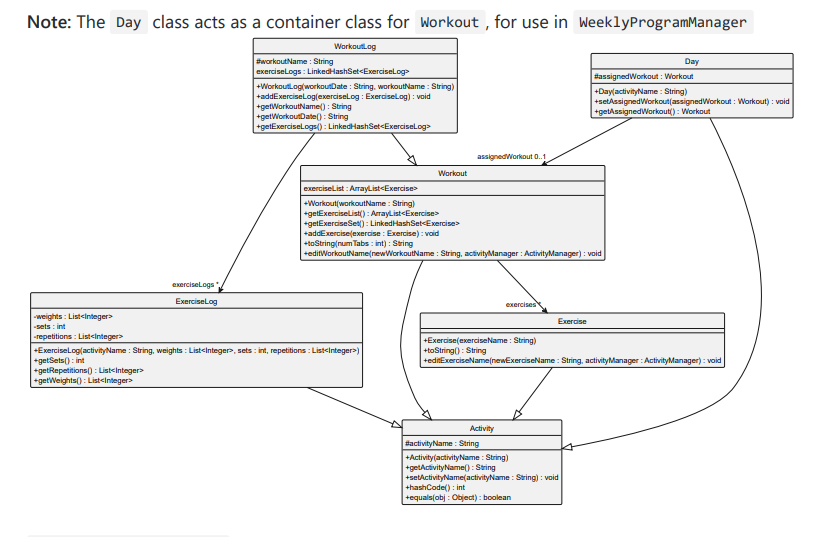 Note: The Day class acts as a container class for Workout , for use in WeeklyProgramManager
WorkoutLog
#workoutName : String
exerciseLogs : LinkedHashSet<ExerciseLog>
+WorkoutLog(workoutDate : String, workoutName : String)
+addExerciseLog(exerciseLog : ExerciseLog) : void
+getWorkoutName() : String
+getWorkoutDate() : String
+getExerciseLogs() : LinkedHashSet<ExerciseLog>
Day
#assignedWorkout : Workout
+Day(activityName : String)
+setAssignedWorkout(assignedWorkout : Workout) : void
+getAssignedWorkout() : Workout
assignedWorkout 0..1
Workout
exerciseList : ArrayList<Exercise>
+Workout(workoutName : String)
+getExerciseList() : ArrayList<Exercise>
+getExerciseSet() : LinkedHashSet<Exercise>
+addExercise(exercise : Exercise) : void
+toString(numTabs : int) : String
+editWorkoutName(newWorkoutName : String, activityManager : ActivityManager) : void
exerciseLogs *
ExerciseLog
-weights : List<Integer>
-sets : int
-repetitions : List<Integer>
+ExerciseLog(activityName : String, weights : List<Integer>, sets : int, repetitions : List<Integer>)
+getSets() : int
+getRepetitions() : List<Integer>
+getWeights() : List<Integer>
exercises *
Exercise
+Exercise(exerciseName : String)
+toString() : String
+editExerciseName(newExerciseName : String, activityManager : ActivityManager) : void
Activity
#activityName : String
+Activity(activityName : String)
+getActivityName() : String
+setActivityName(activityName : String) : void
+hashCode() : int
+equals(obj : Object) : boolean